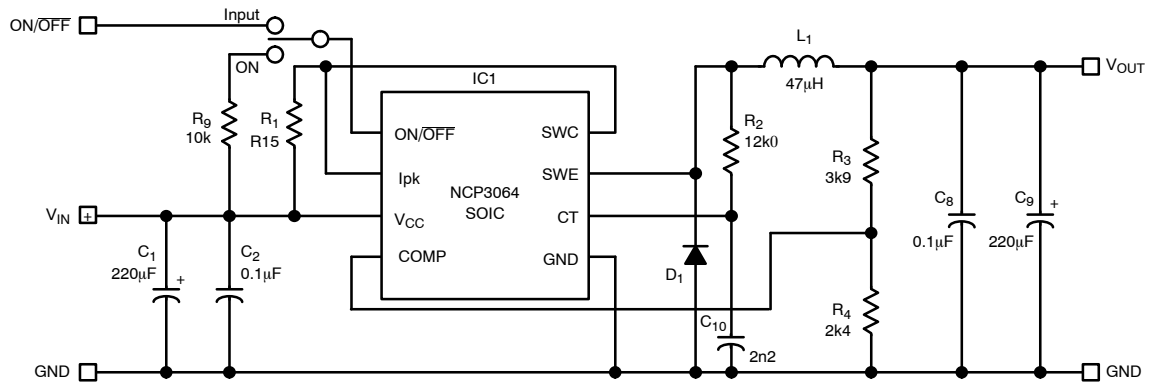 ON/OFF
Input
ON
R9
10k
R1
R15
IC1
ON/OFF
Ipk
VCC
COMP
NCP3064
SOIC
SWC
SWE
CT
GND
L1
47µH
VOUT
R2
12k0
R3
3k9
VIN
+
C1
220µF
+
C2
0.1µF
D1
C10
2n2
R4
2k4
C8
0.1µF
C9
220µF
+
GND
GND